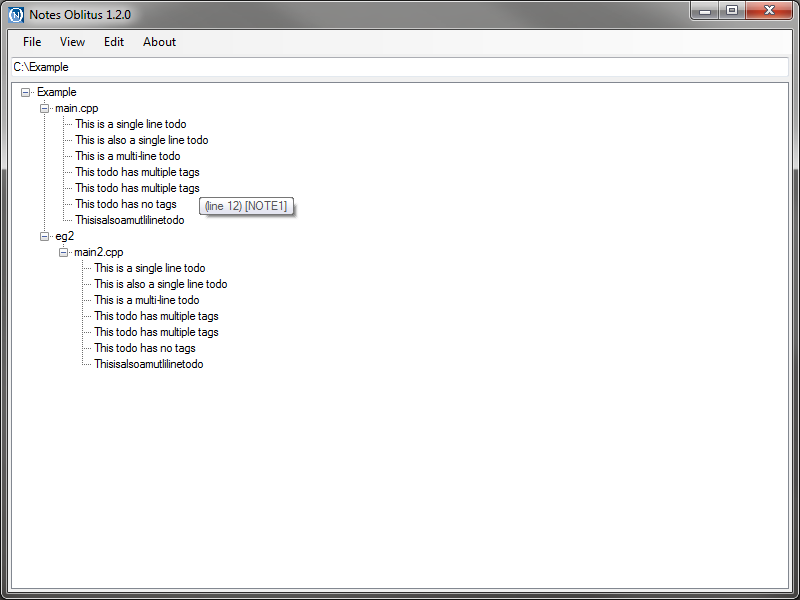 Notes Oblitus 1.2.0
File View Edit About
C:\Example
Example
main.cpp
This is a single line todo
This is also a single line todo
This is a multi-line todo
This todo has multiple tags
This todo has multiple tags
This todo has no tags
(line 12) [NOTE1]
Thisisalsoamutlilinetodo
eg2
main2.cpp
This is a single line todo
This is also a single line todo
This is a multi-line todo
This todo has multiple tags
This todo has multiple tags
This todo has no tags
Thisisalsoamutlilinetodo